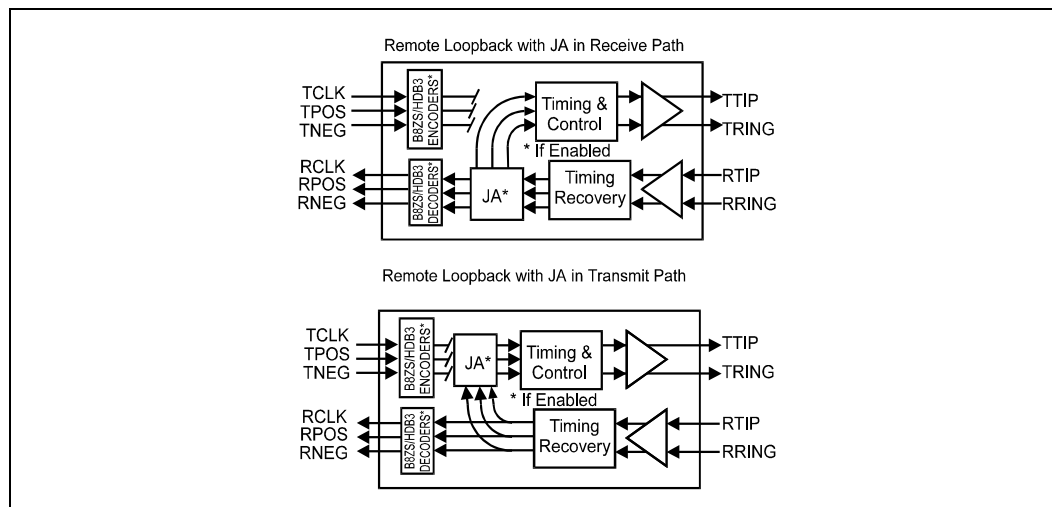 Remote Loopback with JA in Receive Path
TCLK
TPOS
TNEG
B8ZS/HDB3
ENCODERS*
Timing &
Control
TTIP
TRING
* If Enabled
RCLK
RPOS
RNEG
B8ZS/HDB3
DECODERS*
JA*
Timing
Recovery
RTIP
RRING
Remote Loopback with JA in Transmit Path
TCLK
TPOS
TNEG
B8ZS/HDB3
ENCODERS*
JA*
Timing &
Control
TTIP
TRING
* If Enabled
RCLK
RPOS
RNEG
B8ZS/HDB3
DECODERS*
Timing
Recovery
RTIP
RRING